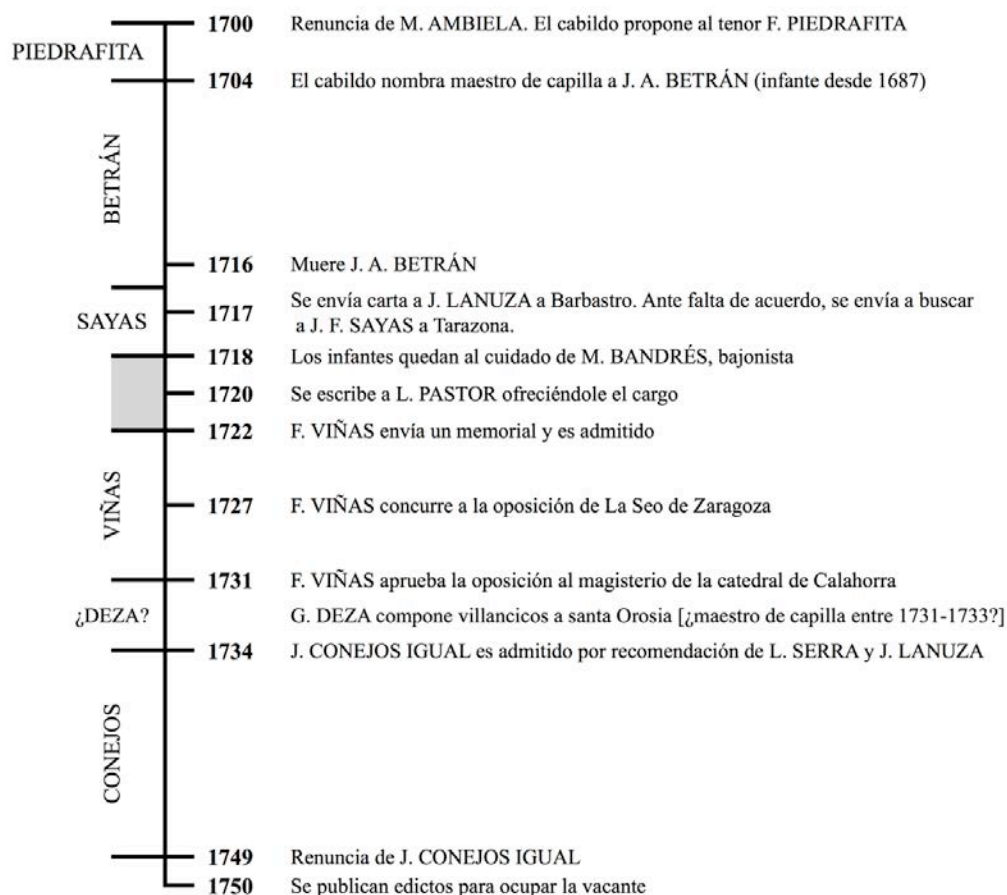 1700 Renuncia de M. AMBIELA. El cabildo propone al tenor F. PIEDRAFITA
PIEDRAFITA
1704 El cabildo nombra maestro de capilla a J. A. BETRÁN (infante desde 1687)
BETRÁN
1716 Muere J. A. BETRÁN
Se envía carta a J. LANUZA a Barbastro. Ante falta de acuerdo, se envía a buscar
SAYAS 1717
a J. F. SAYAS a Tarazona.
1718 Los infantes quedan al cuidado de M. BANDRÉS, bajonista
1720 Se escribe a L. PASTOR ofreciéndole el cargo
1722 F. VIÑAS envía un memorial y es admitido
VIÑAS
1727 F. VIÑAS concurre a la oposición de La Seo de Zaragoza
1731 F. VIÑAS aprueba la oposición al magisterio de la catedral de Calahorra
¿DEZA? G. DEZA compone villancicos a santa Orosia [¿maestro de capilla entre 1731-1733?]
1734 J. CONEJOS IGUAL es admitido por recomendación de L. SERRA y J. LANUZA
CONEJOS
1749 Renuncia de J. CONEJOS IGUAL
1750 Se publican edictos para ocupar la vacante